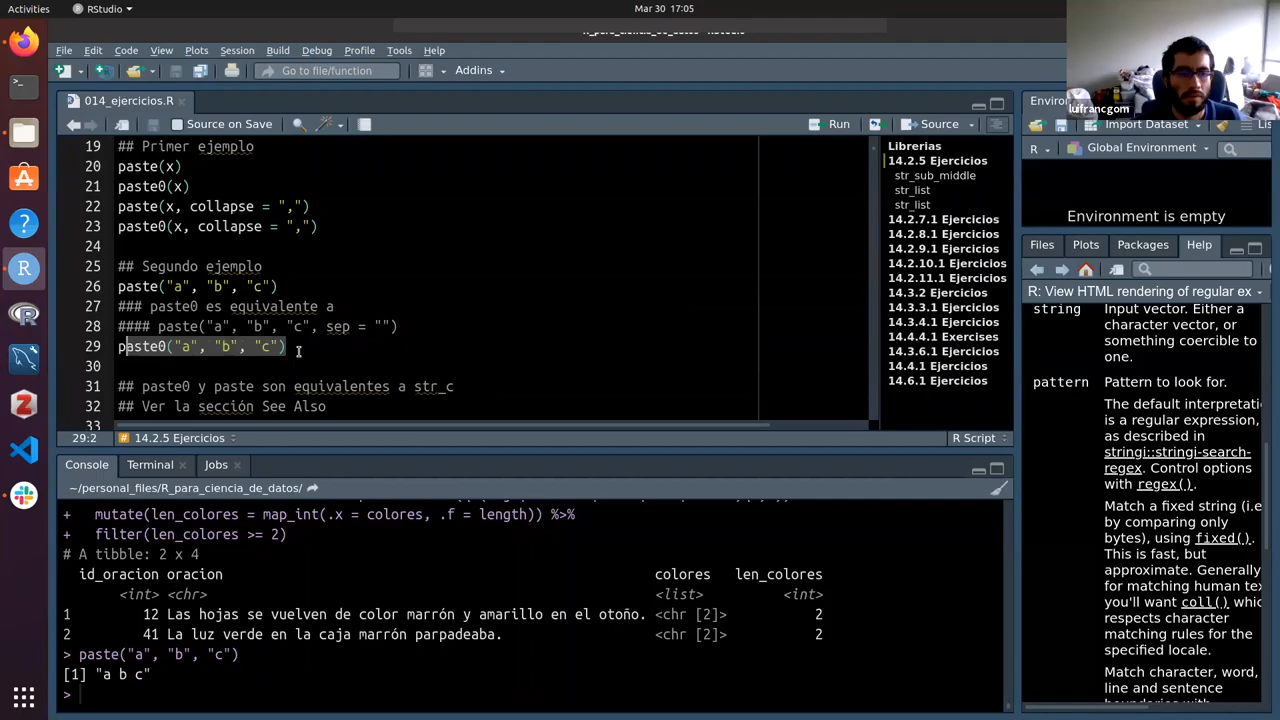 Activities
RStudio
Mar 30 17:05
R_para_ciencia_de_datos - RStudio
File Edit Code View Plots Session Build Debug Profile Tools Help
Go to file/function
Addins
014_ejercicios.R
Source on Save
Run
Source
19 ## Primer ejemplo
20 paste(x)
21 paste0(x)
22 paste(x, collapse = ",")
23 paste0(x, collapse = ",")
24
25 ## Segundo ejemplo
26 paste("a", "b", "c")
27 ### paste0 es equivalente a
28 #### paste("a", "b", "c", sep = "")
29 paste0("a", "b", "c")
30
31 ## paste0 y paste son equivalentes a str_c
32 ## Ver la sección See Also
33
29:2
14.2.5 Ejercicios
R Script
Librerias
14.2.5 Ejercicios
str_sub_middle
str_list
str_list
14.2.7.1 Ejercicios
14.2.8.1 Ejercicios
14.2.9.1 Ejercicios
14.2.10.1 Ejercicios
14.2.11.1 Ejercicios
14.3.2 Ejercicios
14.3.3.1 Ejercicios
14.3.4.1 Ejercicios
14.4.4.1 Exercises
14.3.6.1 Ejercicios
14.4.1 Ejercicios
14.6.1 Ejercicios
Console Terminal Jobs
~/personal_files/R_para_ciencia_de_datos/
+ mutate(len_colores = map_int(.x = colores, .f = length)) %>%
+ filter(len_colores >= 2)
# A tibble: 2 x 4
id_oracion oracion colores len_colores
<int> <chr> <list> <int>
1 12 Las hojas se vuelven de color marrón y amarillo en el otoño. <chr [2]> 2
2 41 La luz verde en la caja marrón parpadeaba. <chr [2]> 2
> paste("a", "b", "c")
[1] "a b c"
>
lufrancgom
Import Dataset
R
Global Environment
Environment is empty
Files Plots Packages Help
R: View HTML rendering of regular ex
string Input vector. Either a
character vector, or
something coercible to
one.
pattern Pattern to look for.
The default interpretatio
is a regular expression,
as described in
stringi::stringi-search-
regex. Control options
with regex().
Match a fixed string (i.e
by comparing only
bytes), using fixed().
This is fast, but
approximate. Generally
for matching human tex
you'll want coll() whic
respects character
matching rules for the
specified locale.
Match character, word,
line and sentence
boundaries with